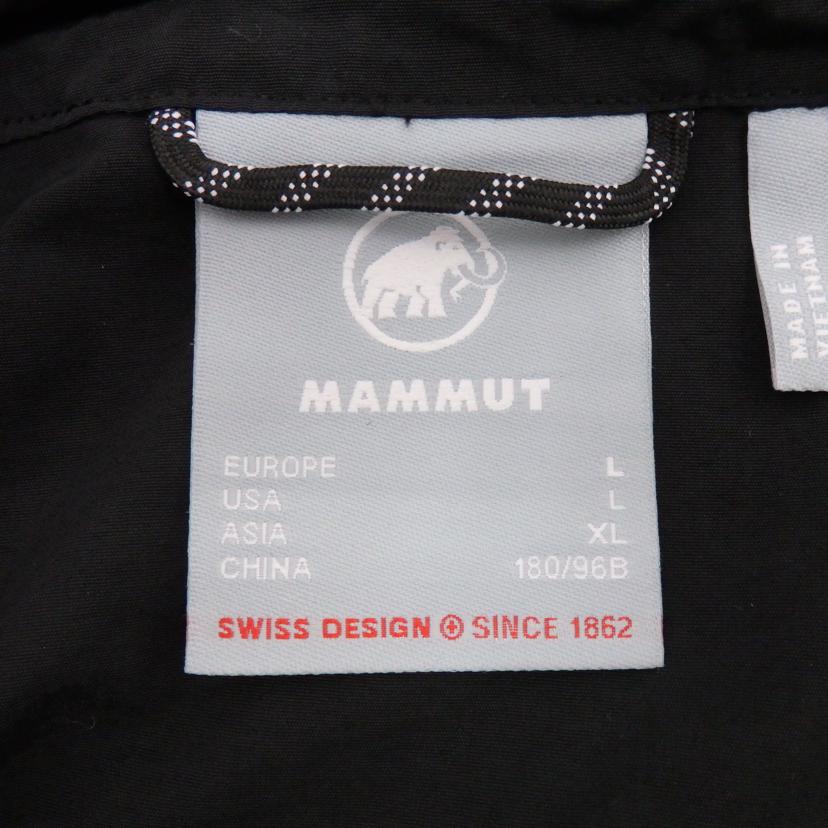 MAMMUT
EUROPE L
USA L
ASIA XL
CHINA 180/96B
SWISS DESIGN SINCE 1862
MADE IN
VIETNAM